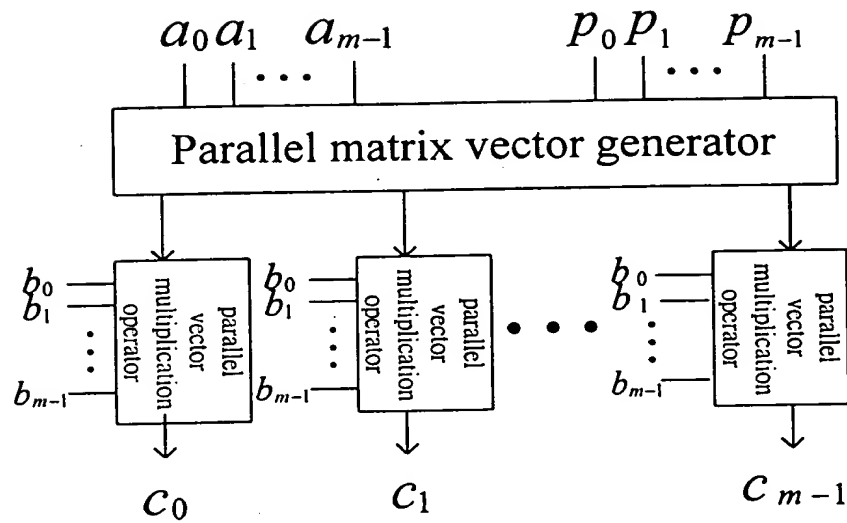 a₀ a₁ ••• aₘ₋₁ p₀ p₁ ••• pₘ₋₁
Parallel matrix vector generator
b₀
b₁
bₘ₋₁
parallel
vector
multiplication
operator
b₀
b₁
bₘ₋₁
parallel
vector
multiplication
operator
•••
b₀
b₁
bₘ₋₁
parallel
vector
multiplication
operator
c₀ c₁ cₘ₋₁